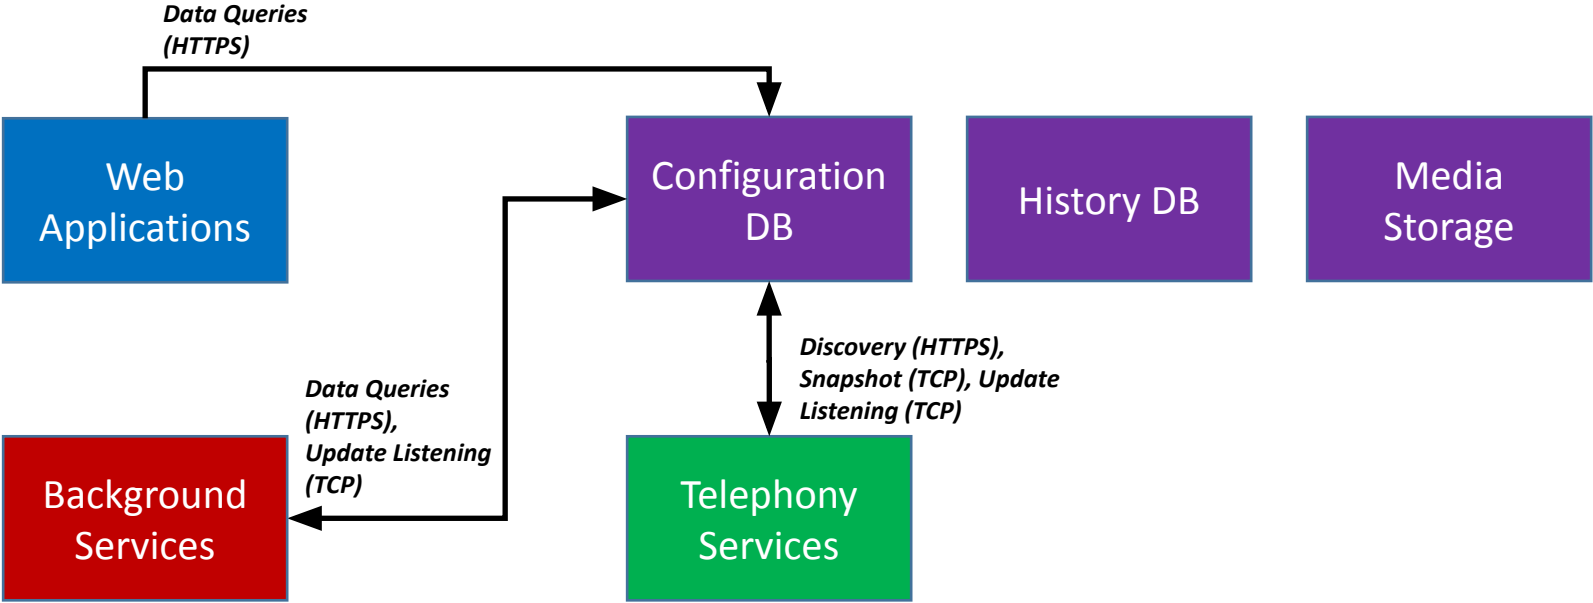 Data Queries
(HTTPS)
Web
Applications
Configuration
DB
History DB
Media
Storage
Discovery (HTTPS),
Snapshot (TCP), Update
Listening (TCP)
Data Queries
(HTTPS),
Update Listening
(TCP)
Background
Services
Telephony
Services